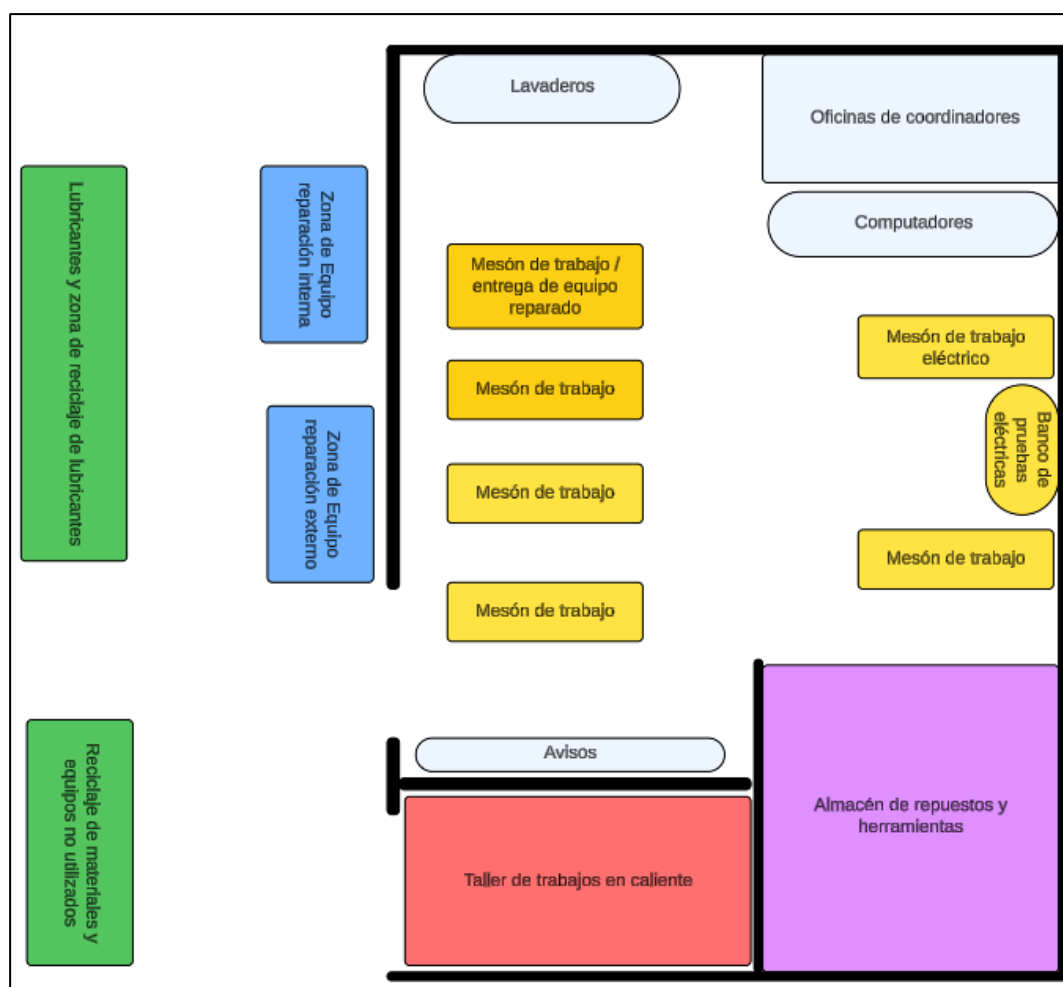 Lavaderos
Oficinas de coordinadores
Computadores
Lubricantes y zona de reciclaje de lubricantes
Zona de Equipo
reparación interna
Mesón de trabajo /
entrega de equipo
reparado
Mesón de trabajo
eléctrico
Mesón de trabajo
Banco de
pruebas
eléctricas
Zona de Equipo
reparación externo
Mesón de trabajo
Mesón de trabajo
Mesón de trabajo
Reciclaje de materiales y
equipos no utilizados
Avisos
Almacén de repuestos y
herramientas
Taller de trabajos en caliente